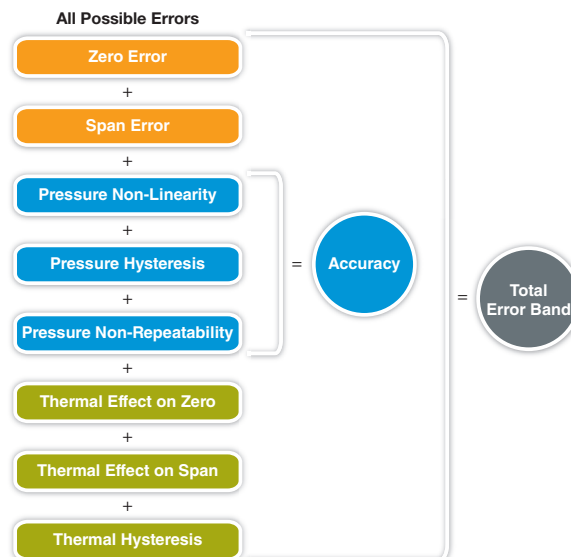 All Possible Errors
Zero Error
+
Span Error
+
Pressure Non-Linearity
+
Pressure Hysteresis
+
Pressure Non-Repeatability
+
Thermal Effect on Zero
+
Thermal Effect on Span
+
Thermal Hysteresis
=
Accuracy
=
Total
Error Band